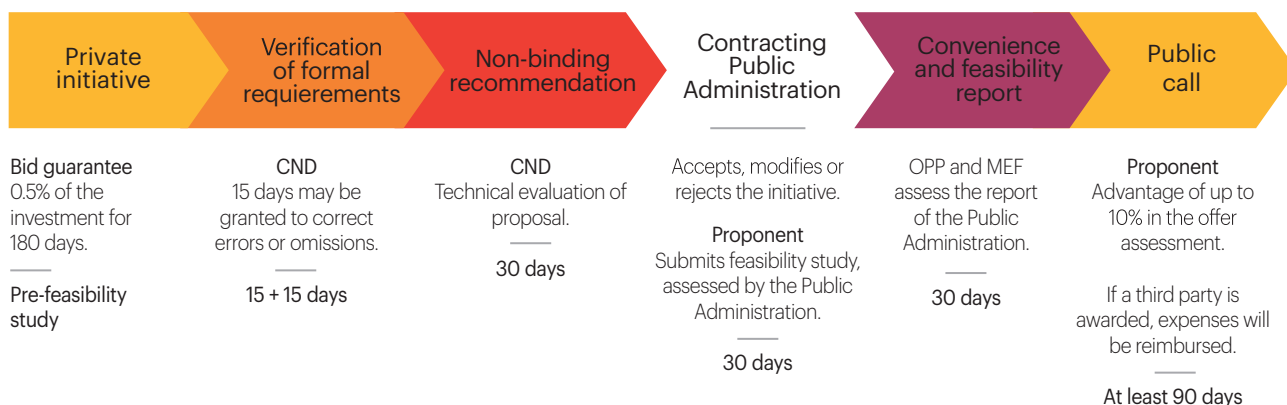 Private
initiative
Verification
of formal
requierements
Non-binding
recommendation
Contracting
Public
Administration
Convenience
and feasibility
report
Public
call
Bid guarantee
0.5% of the
investment for
180 days.
Pre-feasibility
study
CND
15 days may be
granted to correct
errors or omissions.
15 + 15 days
CND
Technical evaluation of
proposal.
30 days
Accepts, modifies or
rejects the initiative.
Proponent
Submits feasibility study,
assessed by the Public
Administration.
30 days
OPP and MEF
assess the report
of the Public
Administration.
30 days
Proponent
Advantage of up to
10% in the offer
assessment.
If a third party is
awarded, expenses will
be reimbursed.
At least 90 days